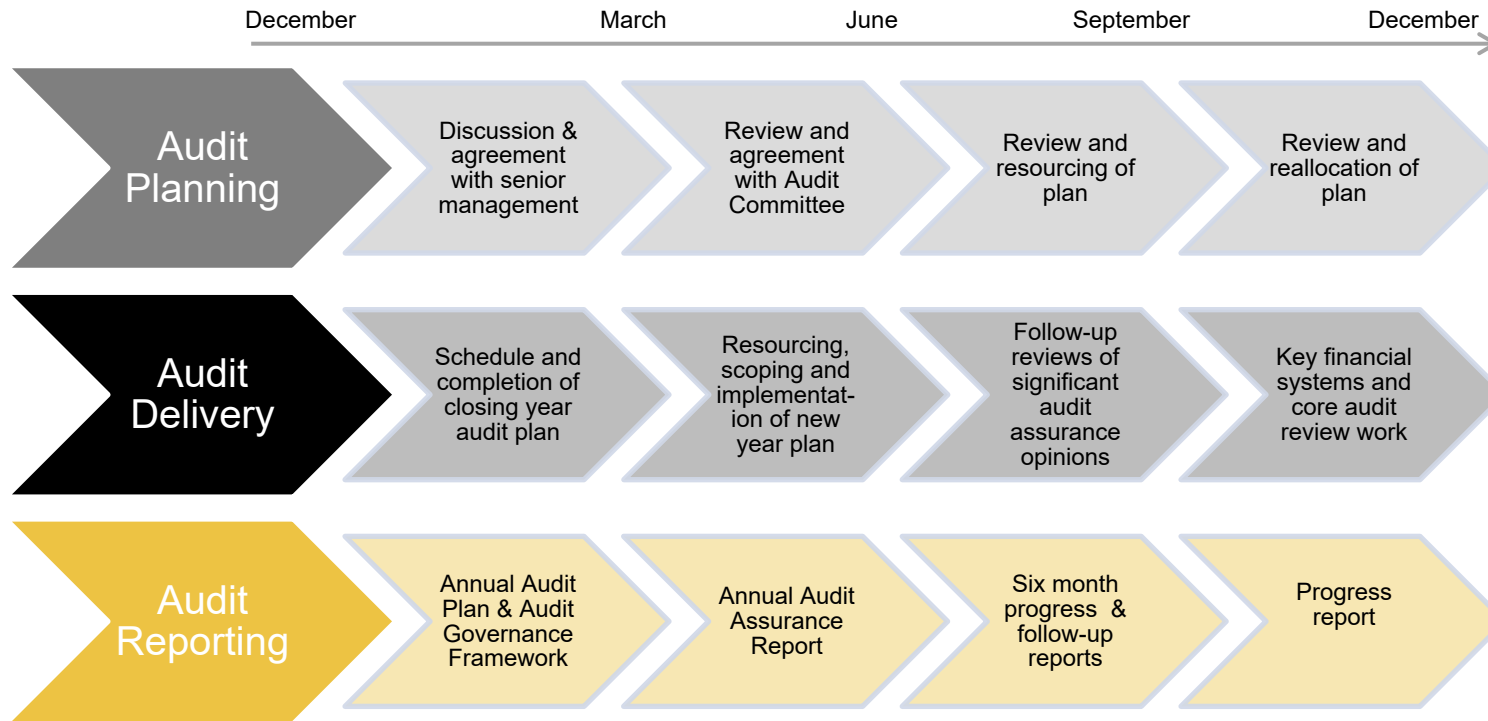 December March June September December
Audit
Planning
Discussion &
agreement
with senior
management
Review and
agreement
with Audit
Committee
Review and
resourcing of
plan
Review and
reallocation of
plan
Audit
Delivery
Schedule and
completion of
closing year
audit plan
Resourcing,
scoping and
implementat-
ion of new
year plan
Follow-up
reviews of
significant
audit
assurance
opinions
Key financial
systems and
core audit
review work
Audit
Reporting
Annual Audit
Plan & Audit
Governance
Framework
Annual Audit
Assurance
Report
Six month
progress &
follow-up
reports
Progress
report